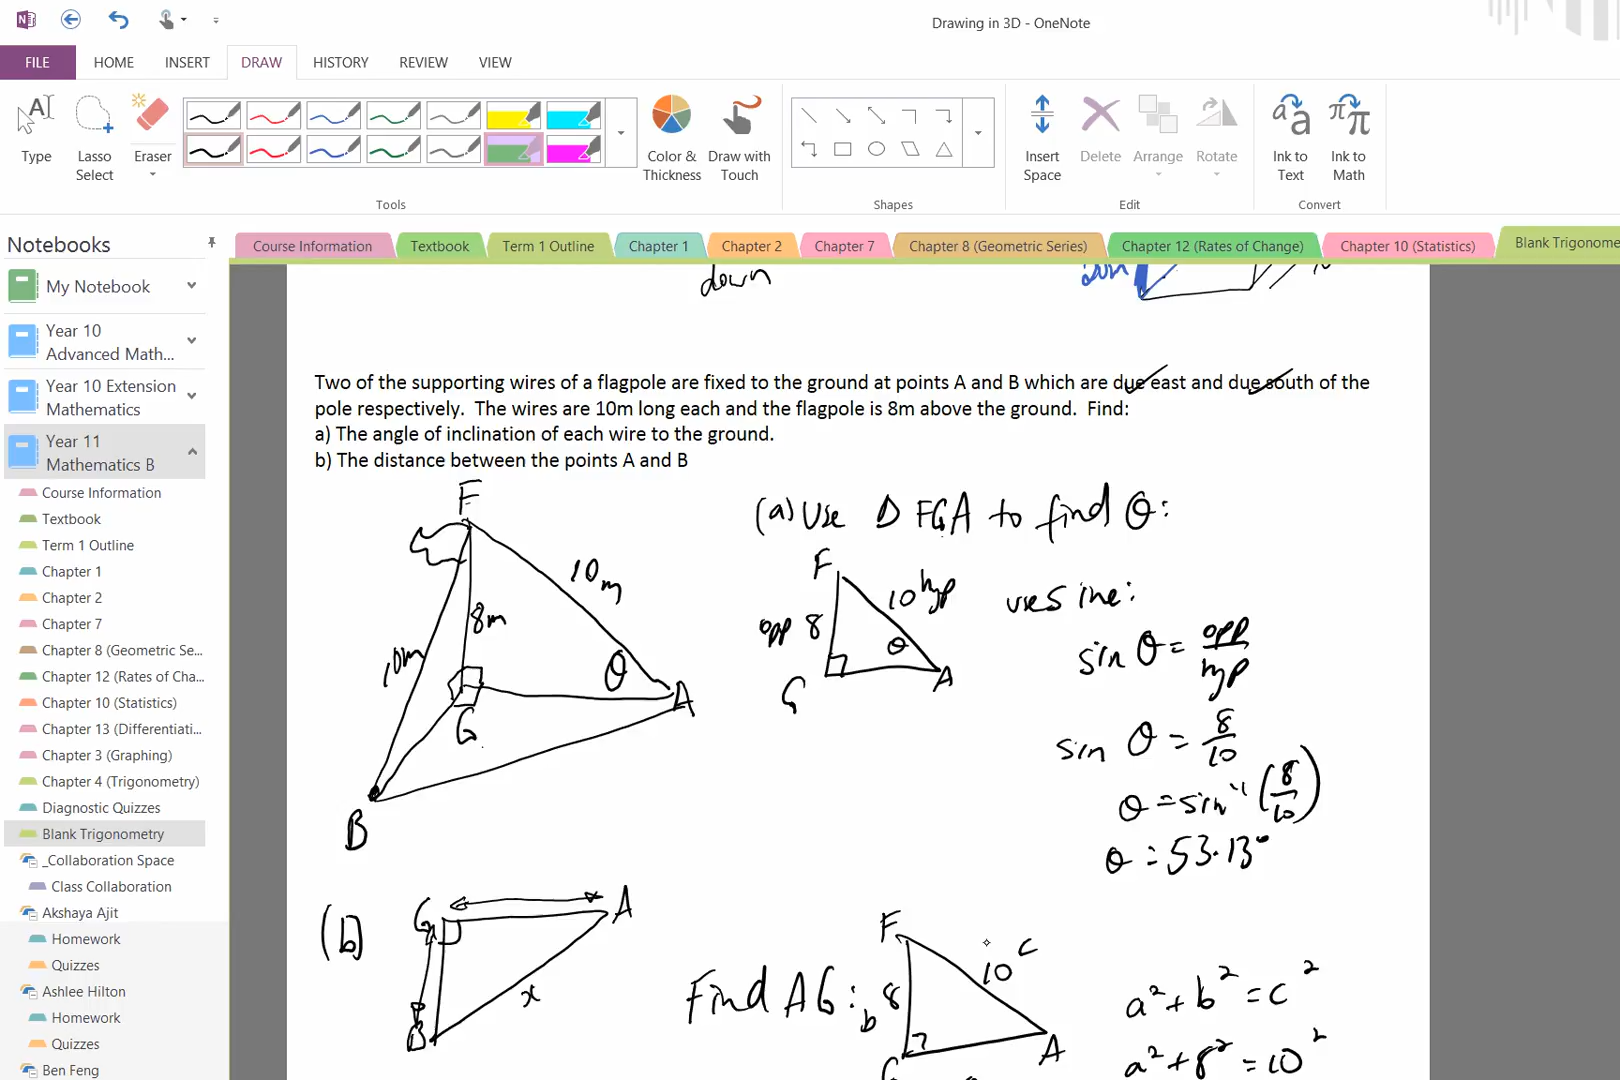 Drawing in 3D - OneNote
FILE HOME INSERT DRAW HISTORY REVIEW VIEW
Type
Lasso Select
Eraser
Color & Thickness
Draw with Touch
Insert Space
Delete
Arrange
Rotate
Ink to Text
Ink to Math
Tools
Shapes
Edit
Convert
Notebooks
Course Information Textbook Term 1 Outline Chapter 1 Chapter 2 Chapter 7 Chapter 8 (Geometric Series) Chapter 12 (Rates of Change) Chapter 10 (Statistics) Blank Trigonome
My Notebook
Year 10
Advanced Math...
Year 10 Extension
Mathematics
Year 11
Mathematics B
Course Information
Textbook
Term 1 Outline
Chapter 1
Chapter 2
Chapter 7
Chapter 8 (Geometric Se...
Chapter 12 (Rates of Cha...
Chapter 10 (Statistics)
Chapter 13 (Differentiati...
Chapter 3 (Graphing)
Chapter 4 (Trigonometry)
Diagnostic Quizzes
Blank Trigonometry
_Collaboration Space
Class Collaboration
Akshaya Ajit
Homework
Quizzes
Ashlee Hilton
Homework
Quizzes
Ben Feng
down
Two of the supporting wires of a flagpole are fixed to the ground at points A and B which are due east and due south of the
pole respectively. The wires are 10m long each and the flagpole is 8m above the ground. Find:
a) The angle of inclination of each wire to the ground.
b) The distance between the points A and B
F
10m
8m
10m
θ
A
G
B
(a) Use Δ FGA to find θ:
F
10 hyp
opp 8
θ
A
G
use sine:
sin θ = opp/hyp
sin θ = 8/10
θ = sin⁻¹ (8/10)
θ = 53.13°
(b)
G
A
B
x
Find AG:
F
10 c
b 8
A
G
a² + b² = c²
a² + 8² = 10²